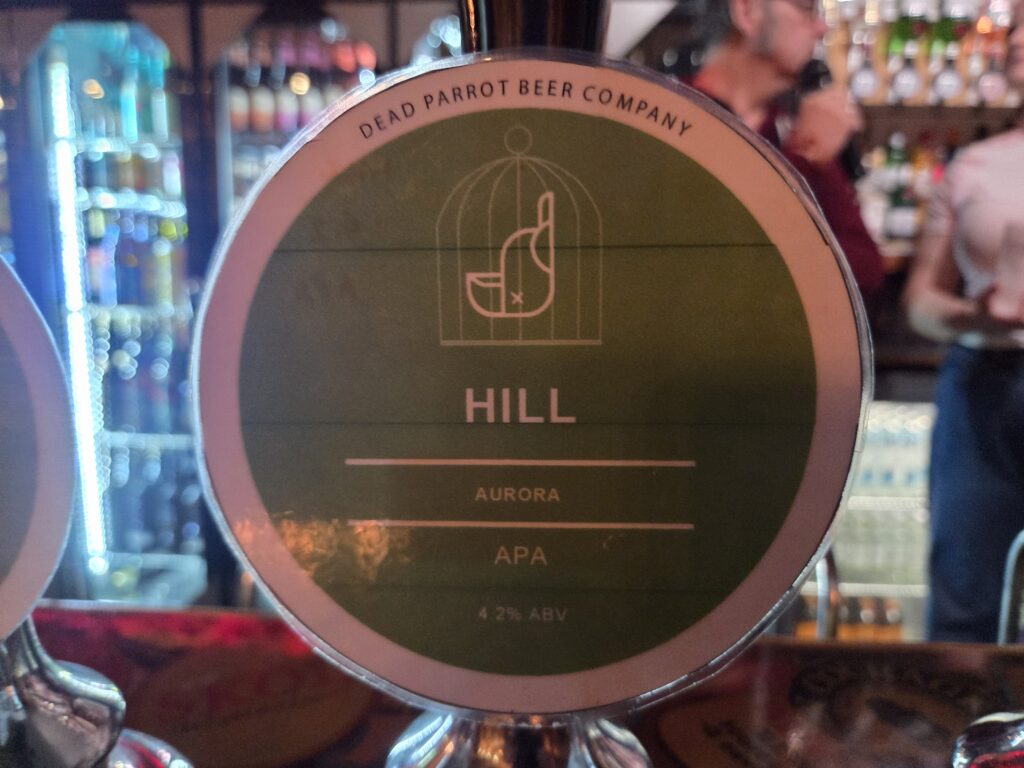 DEAD PARROT BEER COMPANY
HILL
AURORA
APA
4.2% ABV